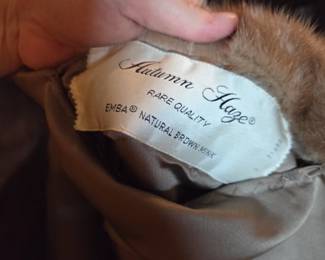 Autumn Haze®
RARE QUALITY
EMBA® NATURAL BROWN MINK